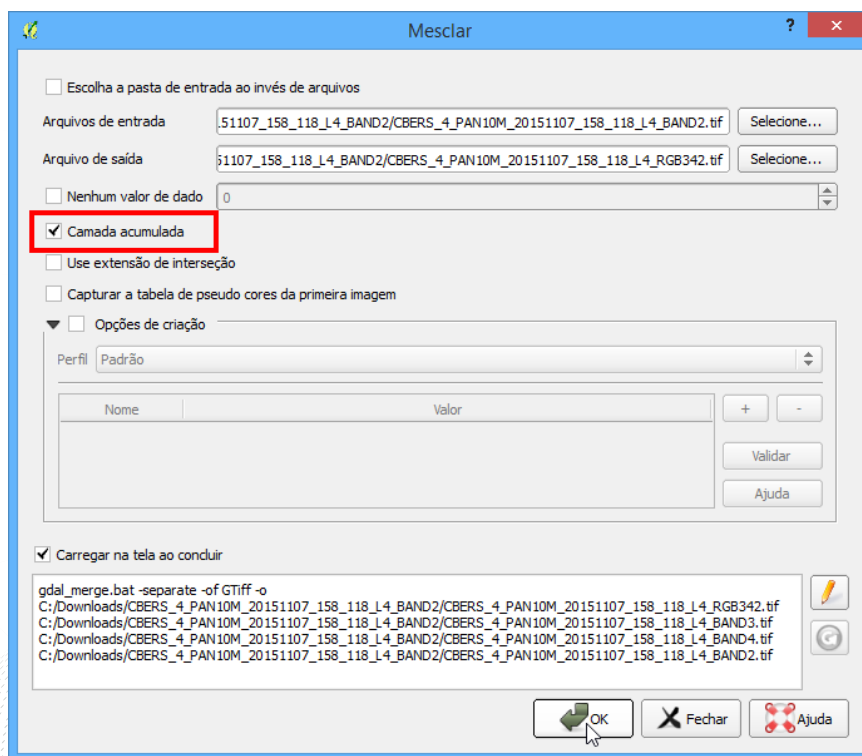 Mesclar
?
Escolha a pasta de entrada ao invés de arquivos
Arquivos de entrada .51107_158_118_L4_BAND2/CBERS_4_PAN10M_20151107_158_118_L4_BAND2.tif Selecione...
Arquivo de saída 51107_158_118_L4_BAND2/CBERS_4_PAN10M_20151107_158_118_L4_RGB342.tif Selecione...
Nenhum valor de dado 0
Camada acumulada
Use extensão de interseção
Capturar a tabela de pseudo cores da primeira imagem
Opções de criação
Perfil Padrão
Nome Valor + -
Validar
Ajuda
Carregar na tela ao concluir
gdal_merge.bat -separate -of GTiff -o
C:/Downloads/CBERS_4_PAN10M_20151107_158_118_L4_BAND2/CBERS_4_PAN10M_20151107_158_118_L4_RGB342.tif
C:/Downloads/CBERS_4_PAN10M_20151107_158_118_L4_BAND2/CBERS_4_PAN10M_20151107_158_118_L4_BAND3.tif
C:/Downloads/CBERS_4_PAN10M_20151107_158_118_L4_BAND2/CBERS_4_PAN10M_20151107_158_118_L4_BAND4.tif
C:/Downloads/CBERS_4_PAN10M_20151107_158_118_L4_BAND2/CBERS_4_PAN10M_20151107_158_118_L4_BAND2.tif
OK Fechar Ajuda